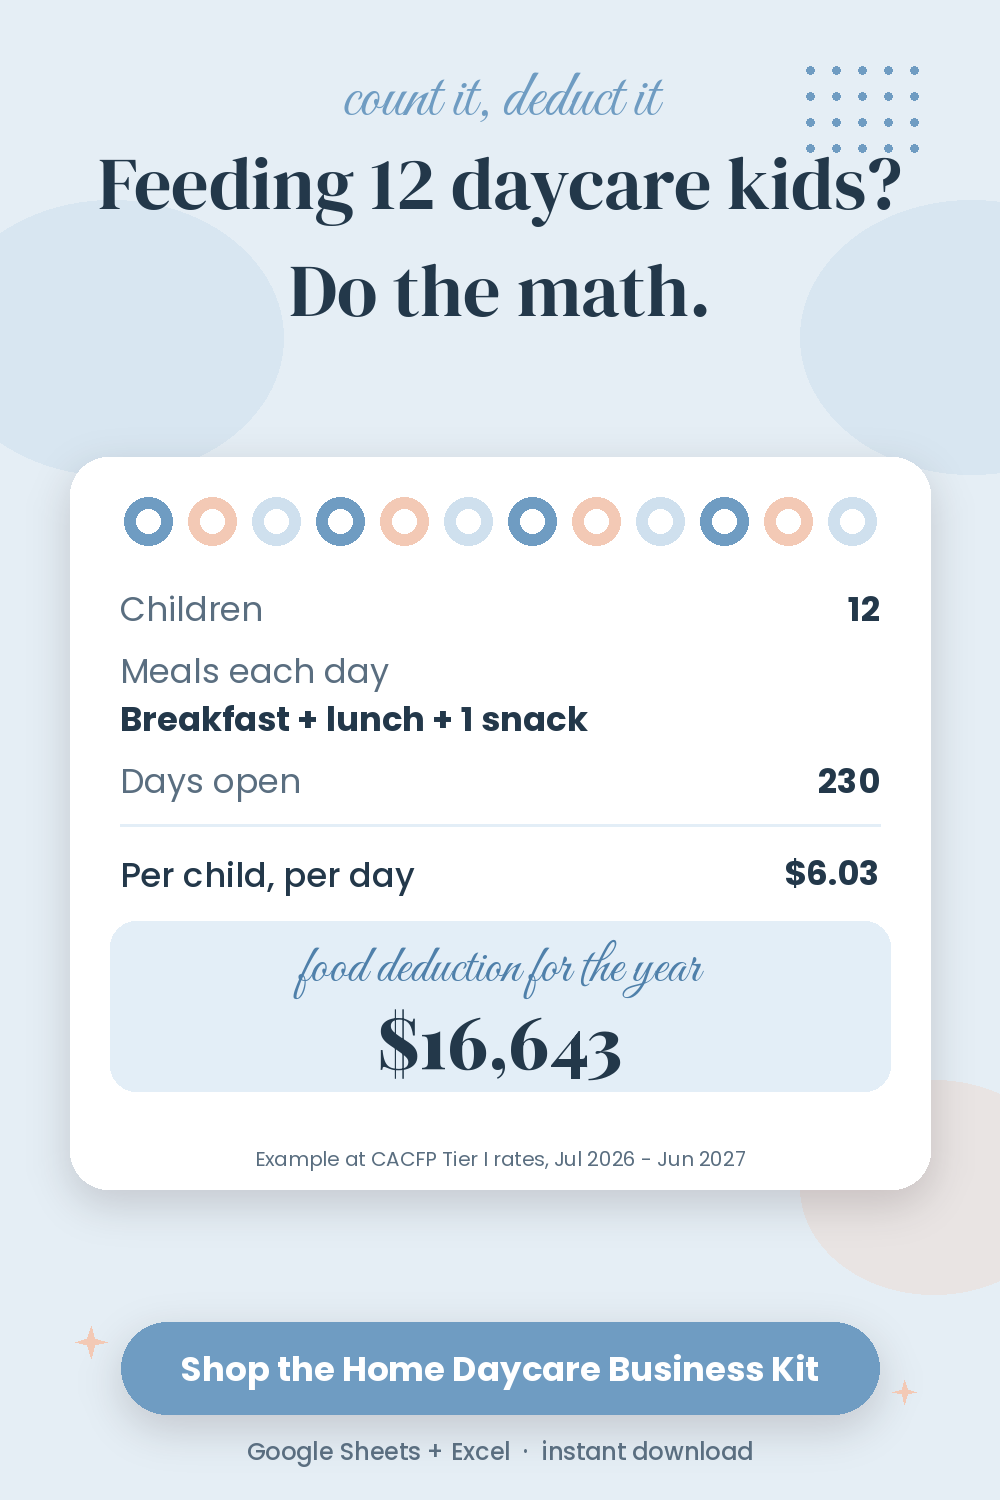 count it, deduct it
Feeding 12 daycare kids?
Do the math.
Children 12
Meals each day
Breakfast + lunch + 1 snack
Days open 230
Per child, per day $6.03
food deduction for the year
$16,643
Example at CACFP Tier I rates, Jul 2026 - Jun 2027
Shop the Home Daycare Business Kit
Google Sheets + Excel · instant download